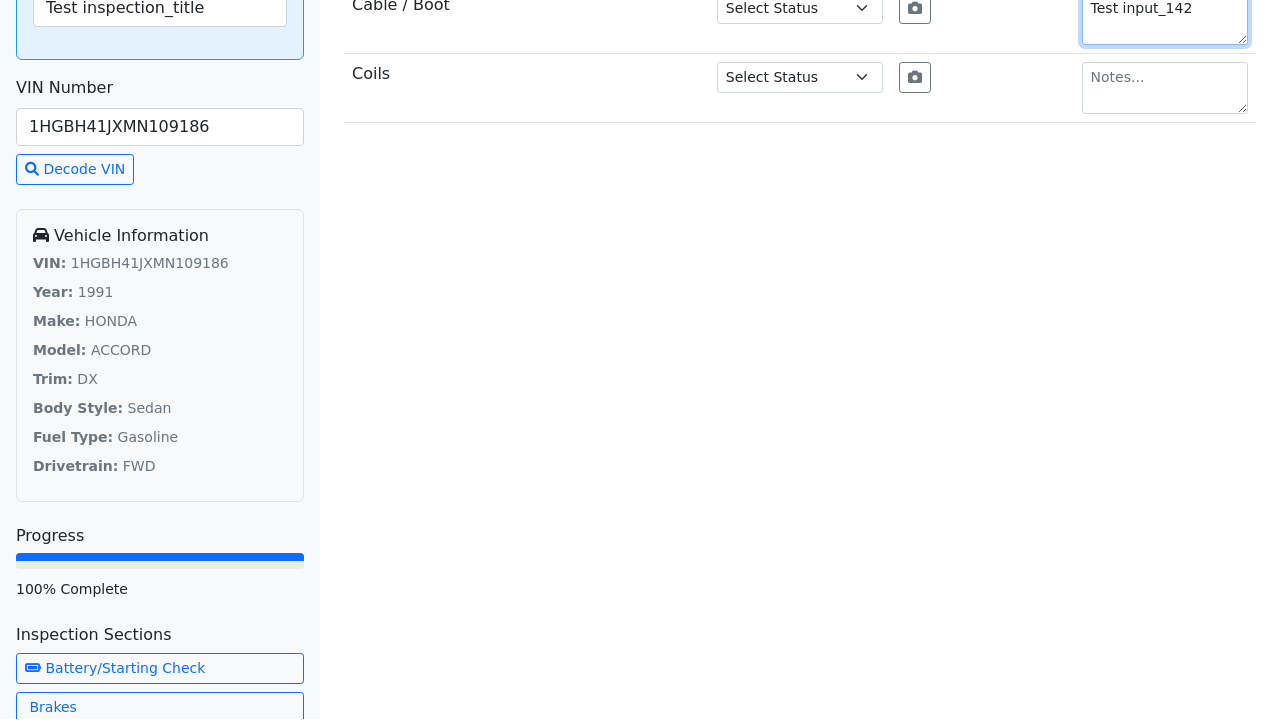 Test inspection_title
VIN Number
1HGBH41JXMN109186
Decode VIN
Vehicle Information
VIN: 1HGBH41JXMN109186
Year: 1991
Make: HONDA
Model: ACCORD
Trim: DX
Body Style: Sedan
Fuel Type: Gasoline
Drivetrain: FWD
Progress
100% Complete
Inspection Sections
Battery/Starting Check
Brakes
Cable / Boot
Select Status
Test input_142
Coils
Select Status
Notes...